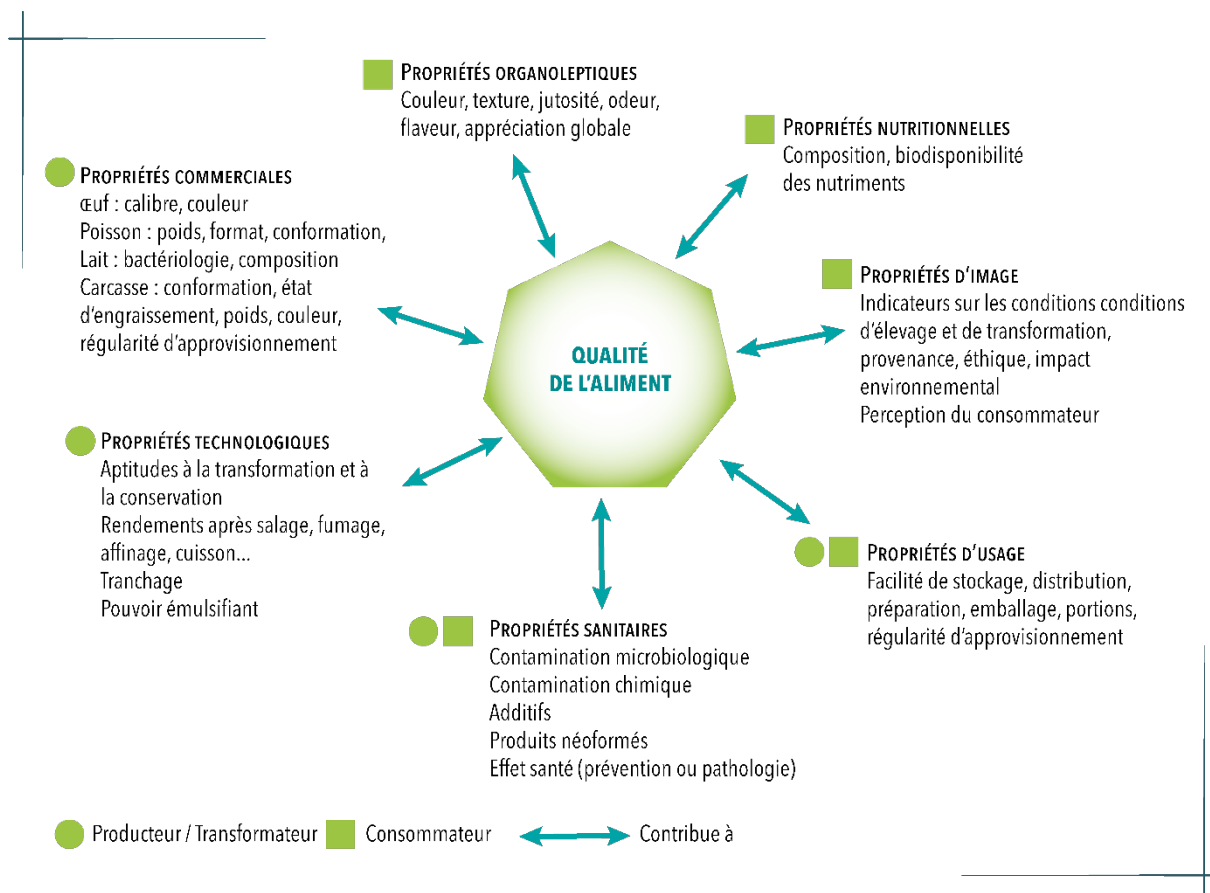 PROPRIÉTÉS ORGANOLEPTIQUES
Couleur, texture, jutosité, odeur,
flaveur, appréciation globale
PROPRIÉTÉS NUTRITIONNELLES
Composition, biodisponibilité
des nutriments
PROPRIÉTÉS COMMERCIALES
Œuf : calibre, couleur
Poisson : poids, format, conformation,
Lait : bactériologie, composition
Carcasse : conformation, état
d'engraissement, poids, couleur,
régularité d'approvisionnement
PROPRIÉTÉS D'IMAGE
Indicateurs sur les conditions conditions
d'élevage et de transformation,
provenance, éthique, impact
environnemental
Perception du consommateur
QUALITÉ
DE L'ALIMENT
PROPRIÉTÉS TECHNOLOGIQUES
Aptitudes à la transformation et à
la conservation
Rendements après salage, fumage,
affinage, cuisson...
Tranchage
Pouvoir émulsifiant
PROPRIÉTÉS D'USAGE
Facilité de stockage, distribution,
préparation, emballage, portions,
régularité d'approvisionnement
PROPRIÉTÉS SANITAIRES
Contamination microbiologique
Contamination chimique
Additifs
Produits néoformés
Effet santé (prévention ou pathologie)
Producteur / Transformateur
Consommateur
Contribue à